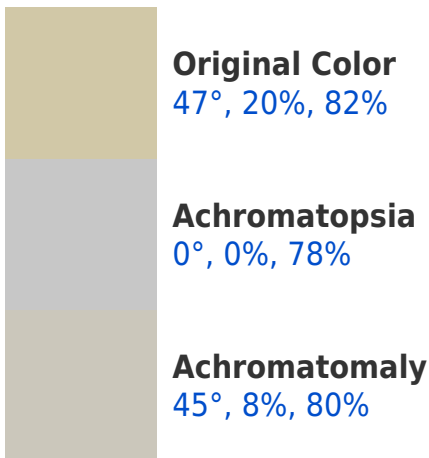 Original Color
47°, 20%, 82%
Achromatopsia
0°, 0%, 78%
Achromatomaly
45°, 8%, 80%